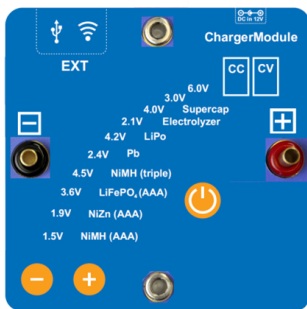 DC in 12V
ChargerModule
EXT
CC CV
6.0V
3.0V
4.0V Supercap
2.1V Electrolyzer
4.2V LiPo
2.4V Pb
4.5V NiMH (triple)
3.6V LiFePO₄(AAA)
1.9V NiZn (AAA)
1.5V NiMH (AAA)